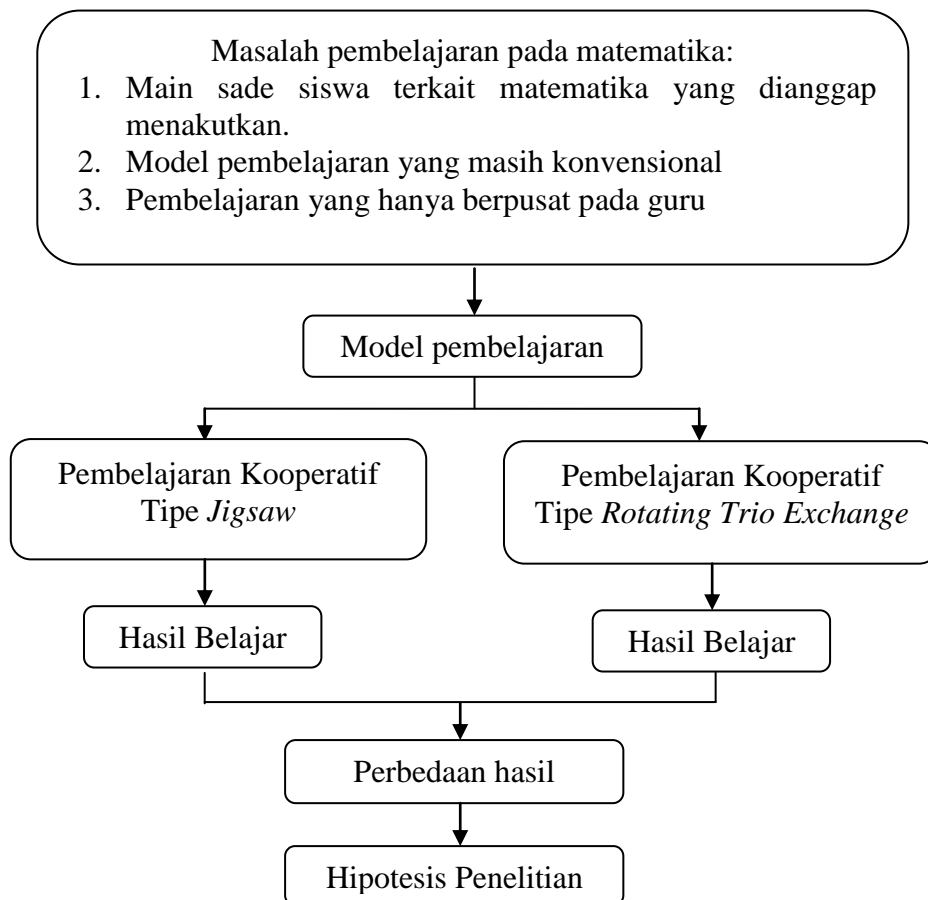 Masalah pembelajaran pada matematika:
1. Main sade siswa terkait matematika yang dianggap
menakutkan.
2. Model pembelajaran yang masih konvensional
3. Pembelajaran yang hanya berpusat pada guru
Model pembelajaran
Pembelajaran Kooperatif
Tipe Jigsaw
Pembelajaran Kooperatif
Tipe Rotating Trio Exchange
Hasil Belajar
Hasil Belajar
Perbedaan hasil
Hipotesis Penelitian